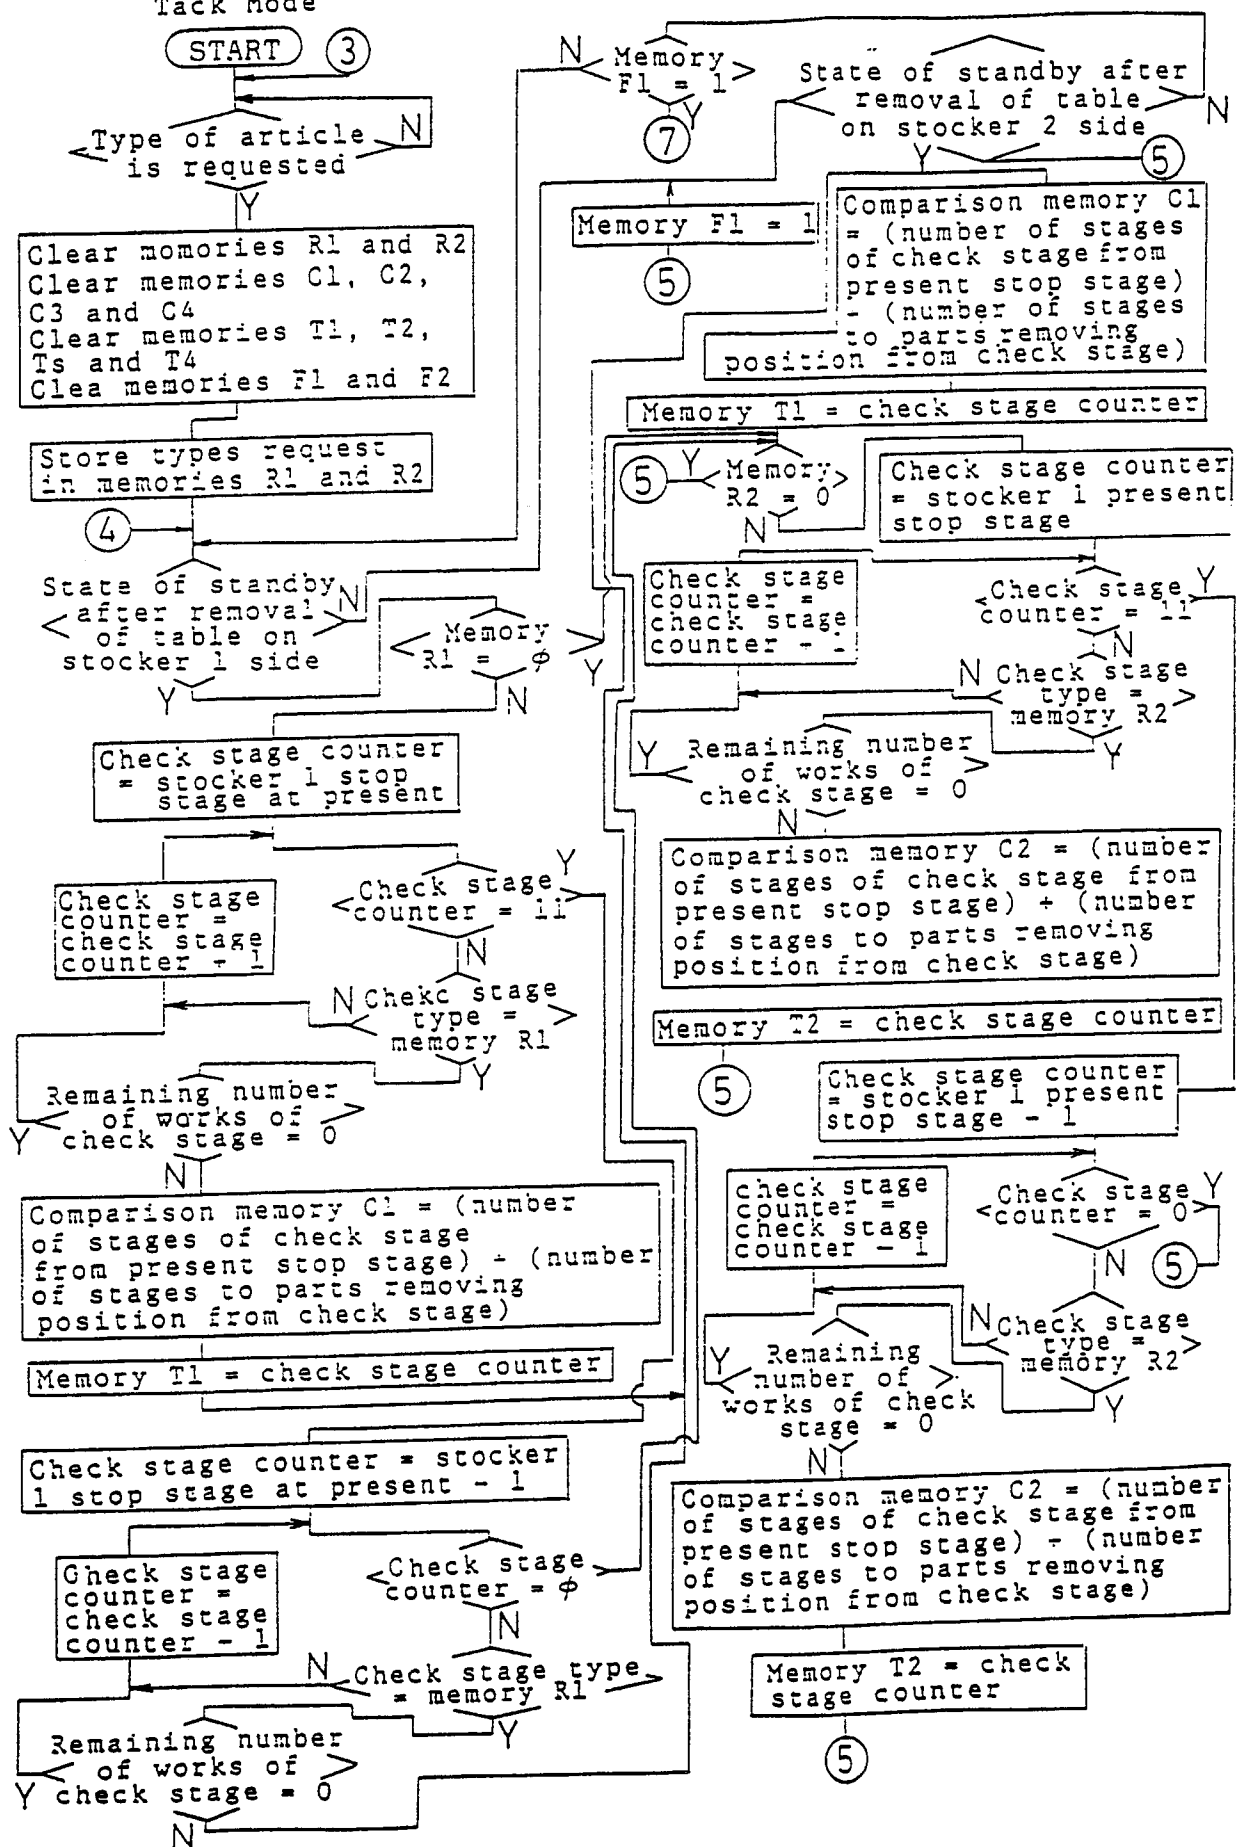 Tack Mode
START
3
Type of article
is requested
N
Y
Clear momories R1 and R2
Clear memories C1, C2,
C3 and C4
Clear memories T1, T2,
Ts and T4
Clea memories F1 and F2
Store types request
in memories R1 and R2
4
State of standby
after removal
of table on
stocker 1 side
N
Y
Memory
R1 = φ
Y
N
Check stage counter
= stocker 1 stop
stage at present
Check stage
counter =
check stage
counter + 1
Check stage
counter = 11
Y
N
Chekc stage
type =
memory R1
N
Y
Remaining number
of works of
check stage = 0
Y
N
Comparison memory C1 = (number
of stages of check stage
from present stop stage) + (number
of stages to parts removing
position from check stage)
Memory T1 = check stage counter
Check stage counter = stocker
1 stop stage at present - 1
Check stage
counter =
check stage
counter - 1
Check stage
counter = φ
N
Check stage type
= memory R1
N
Y
Remaining number
of works of
check stage = 0
Y
N
N
Memory
F1 = 1
Y
7
State of standby after
removal of table
on stocker 2 side
N
Y
5
Memory F1 = 1
5
Comparison memory C1
= (number of stages
of check stage from
present stop stage)
- (number of stages
to parts removing
position from check stage)
Memory T1 = check stage counter
5
Y
Memory
R2 = 0
N
Check stage counter
= stocker 1 present
stop stage
Check stage
counter =
check stage
counter + 1
Check stage
counter = 11
Y
N
Check stage
type =
memory R2
N
Y
Remaining number
of works of
check stage = 0
Y
N
Comparison memory C2 = (number
of stages of check stage from
present stop stage) + (number
of stages to parts removing
position from check stage)
Memory T2 = check stage counter
5
Check stage counter
= stocker 1 present
stop stage - 1
check stage
counter =
check stage
counter - 1
Check stage
counter = 0
Y
N
5
Check stage
type =
memory R2
N
Y
Remaining
number of
works of check
stage = 0
Y
N
Y
Comparison memory C2 = (number
of stages of check stage from
present stop stage) - (number
of stages to parts removing
position from check stage)
Memory T2 = check
stage counter
5